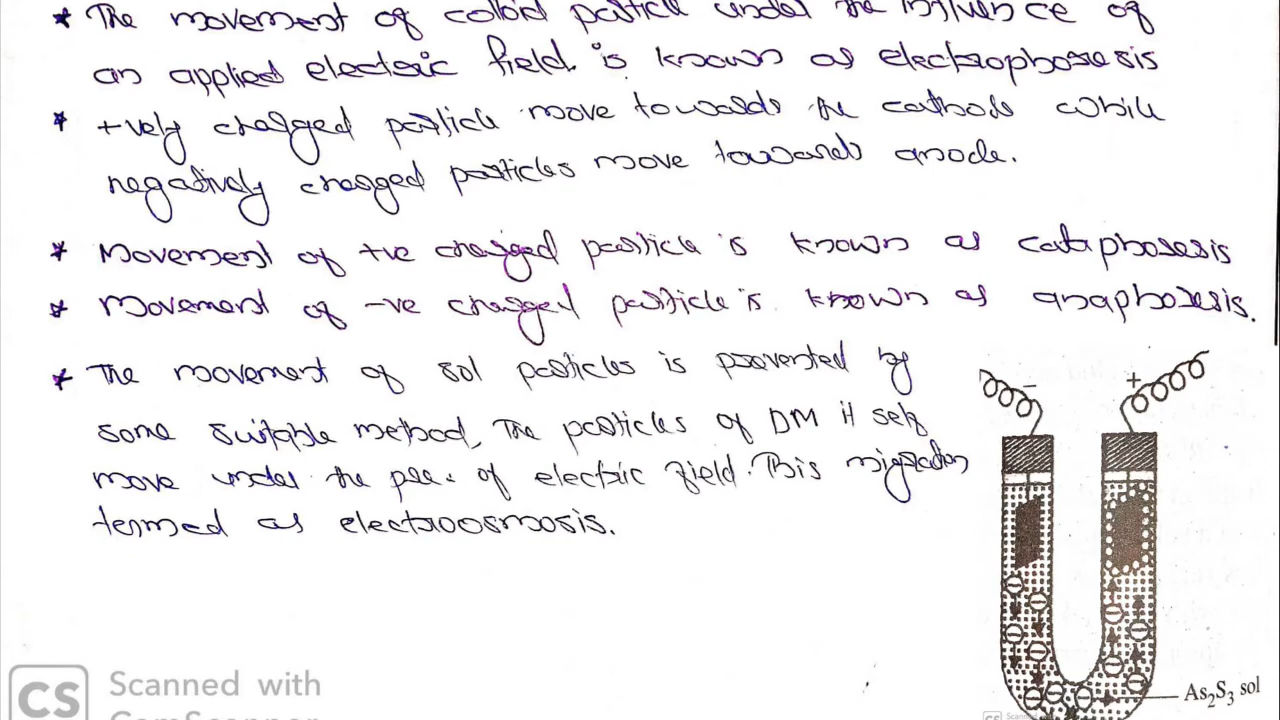 * The movement of colloid particle under the influence of
an applied electric field is known as electrophoresis
* +vely charged particle move towards the cathode while
negatively charged particles move towards anode.
* Movement of +ve charged particle is known as cataphoresis
* Movement of -ve charged particle is known as anaphoresis.
* The movement of sol particles is prevented by
some suitable method, The particles of DM it self
move under the pre. of electric field. This migration
termed as electroosmosis.
- +
As₂S₃ sol
CS Scanned with
CamScanner